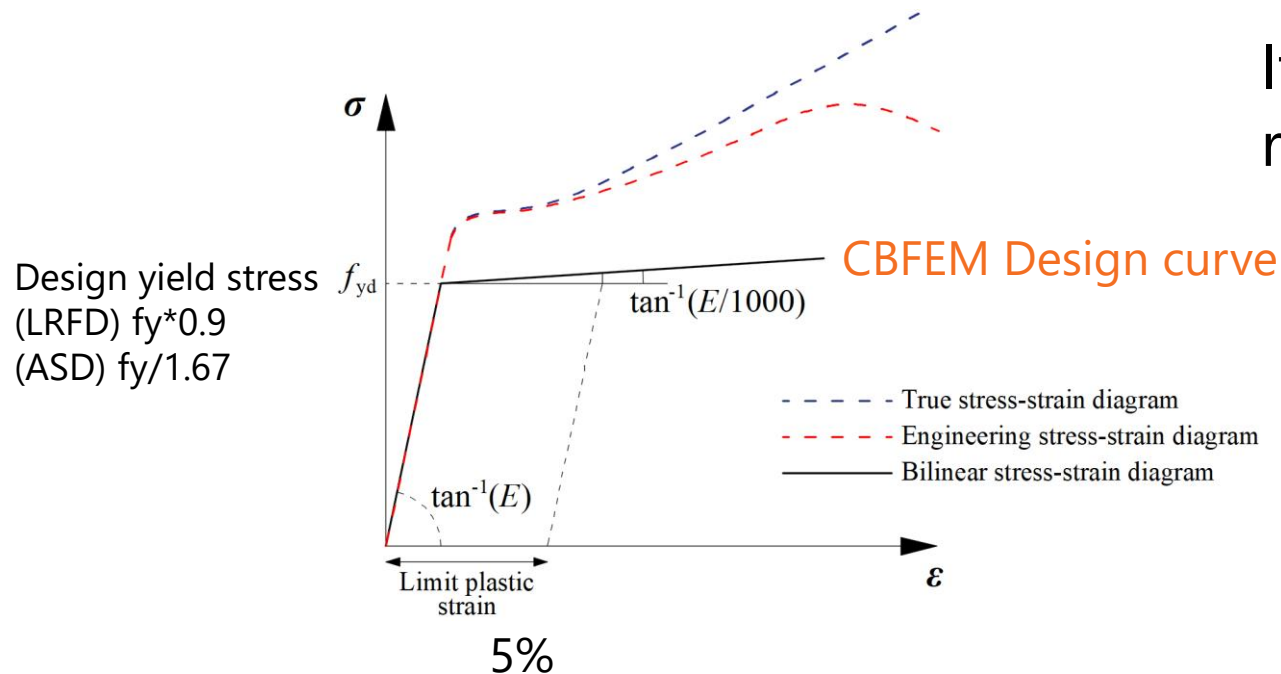 σ
Design yield stress
(LRFD) fy*0.9
(ASD) fy/1.67
fyd
CBFEM Design curve
tan⁻¹(E/1000)
True stress-strain diagram
Engineering stress-strain diagram
Bilinear stress-strain diagram
tan⁻¹(E)
ε
Limit plastic
strain
5%